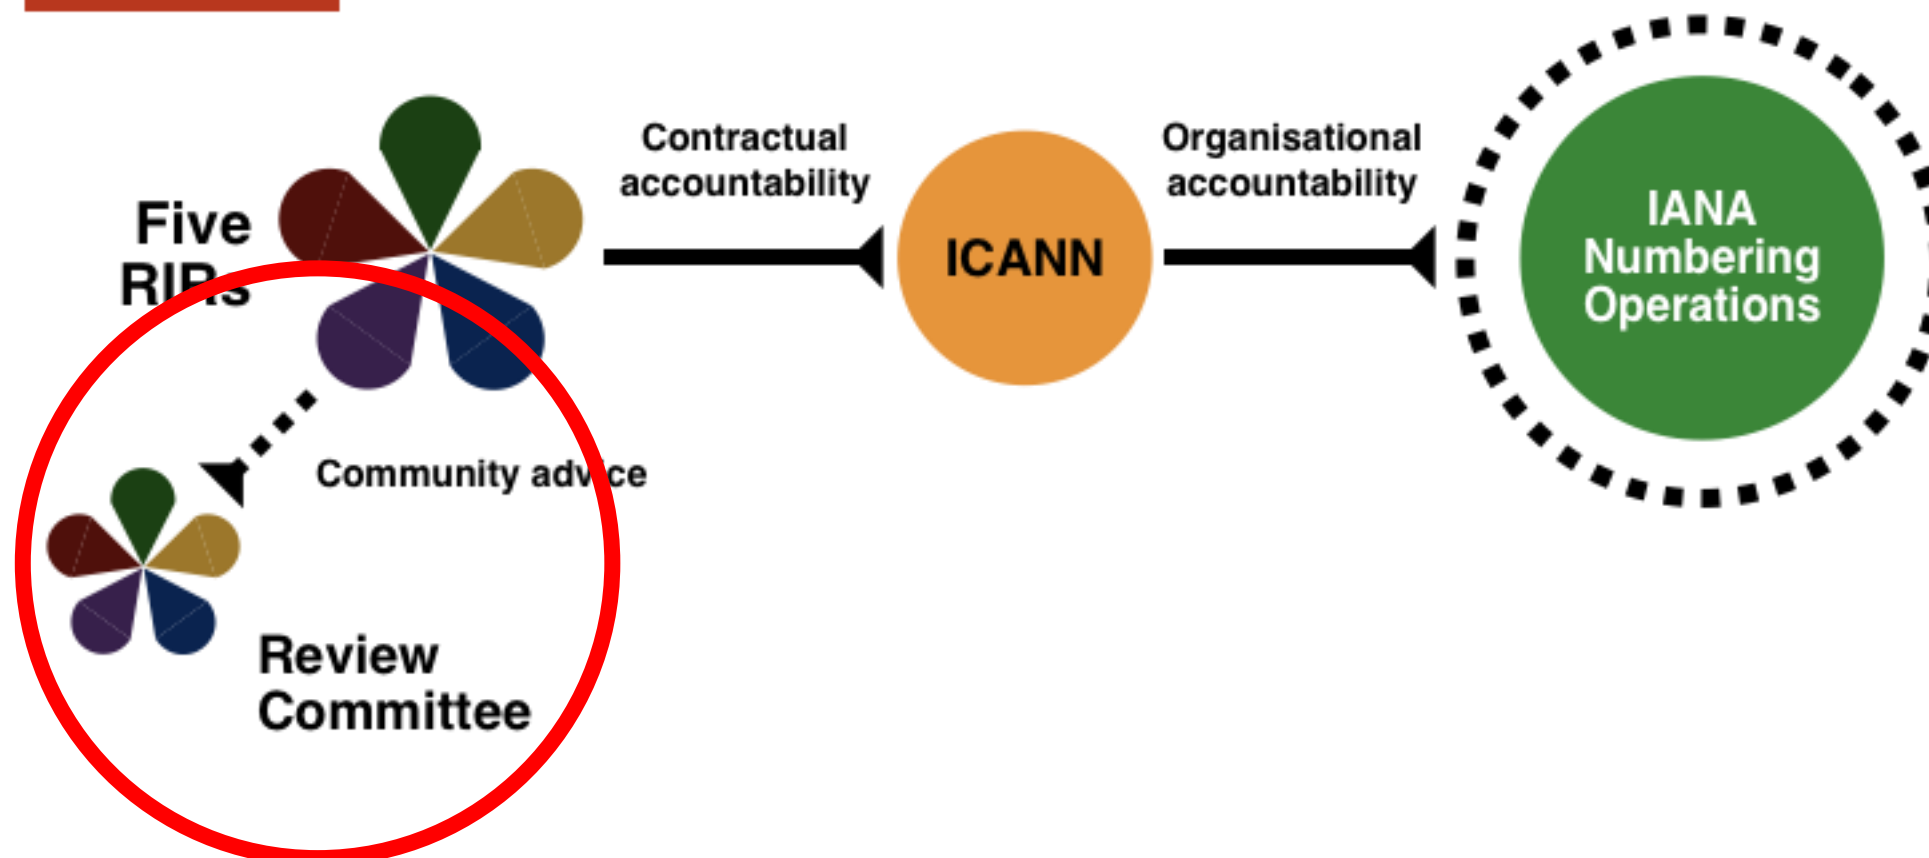 Five
RIRs
Contractual
accountability
ICANN
Organisational
accountability
IANA
Numbering
Operations
Community advice
Review
Committee